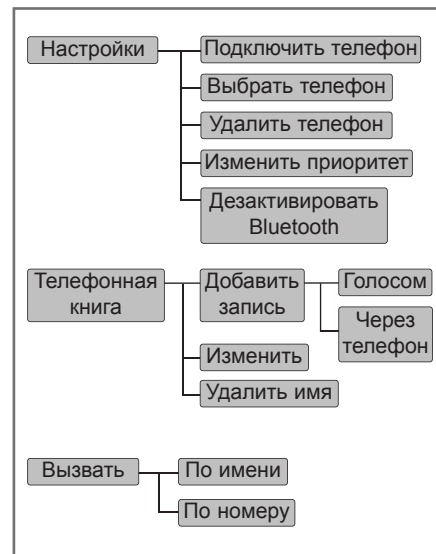 Настройки
Подключить телефон
Выбрать телефон
Удалить телефон
Изменить приоритет
Дезактивировать
Bluetooth
Телефонная
книга
Добавить
запись
Голосом
Через
телефон
Изменить
Удалить имя
Вызвать
По имени
По номеру